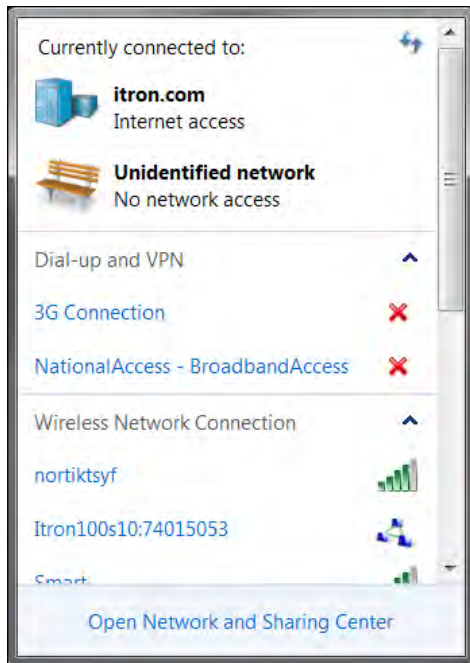 Currently connected to:
itron.com
Internet access
Unidentified network
No network access
Dial-up and VPN
3G Connection
NationalAccess - BroadbandAccess
Wireless Network Connection
nortiktsyf
Itron100s10:74015053
Smart
Open Network and Sharing Center